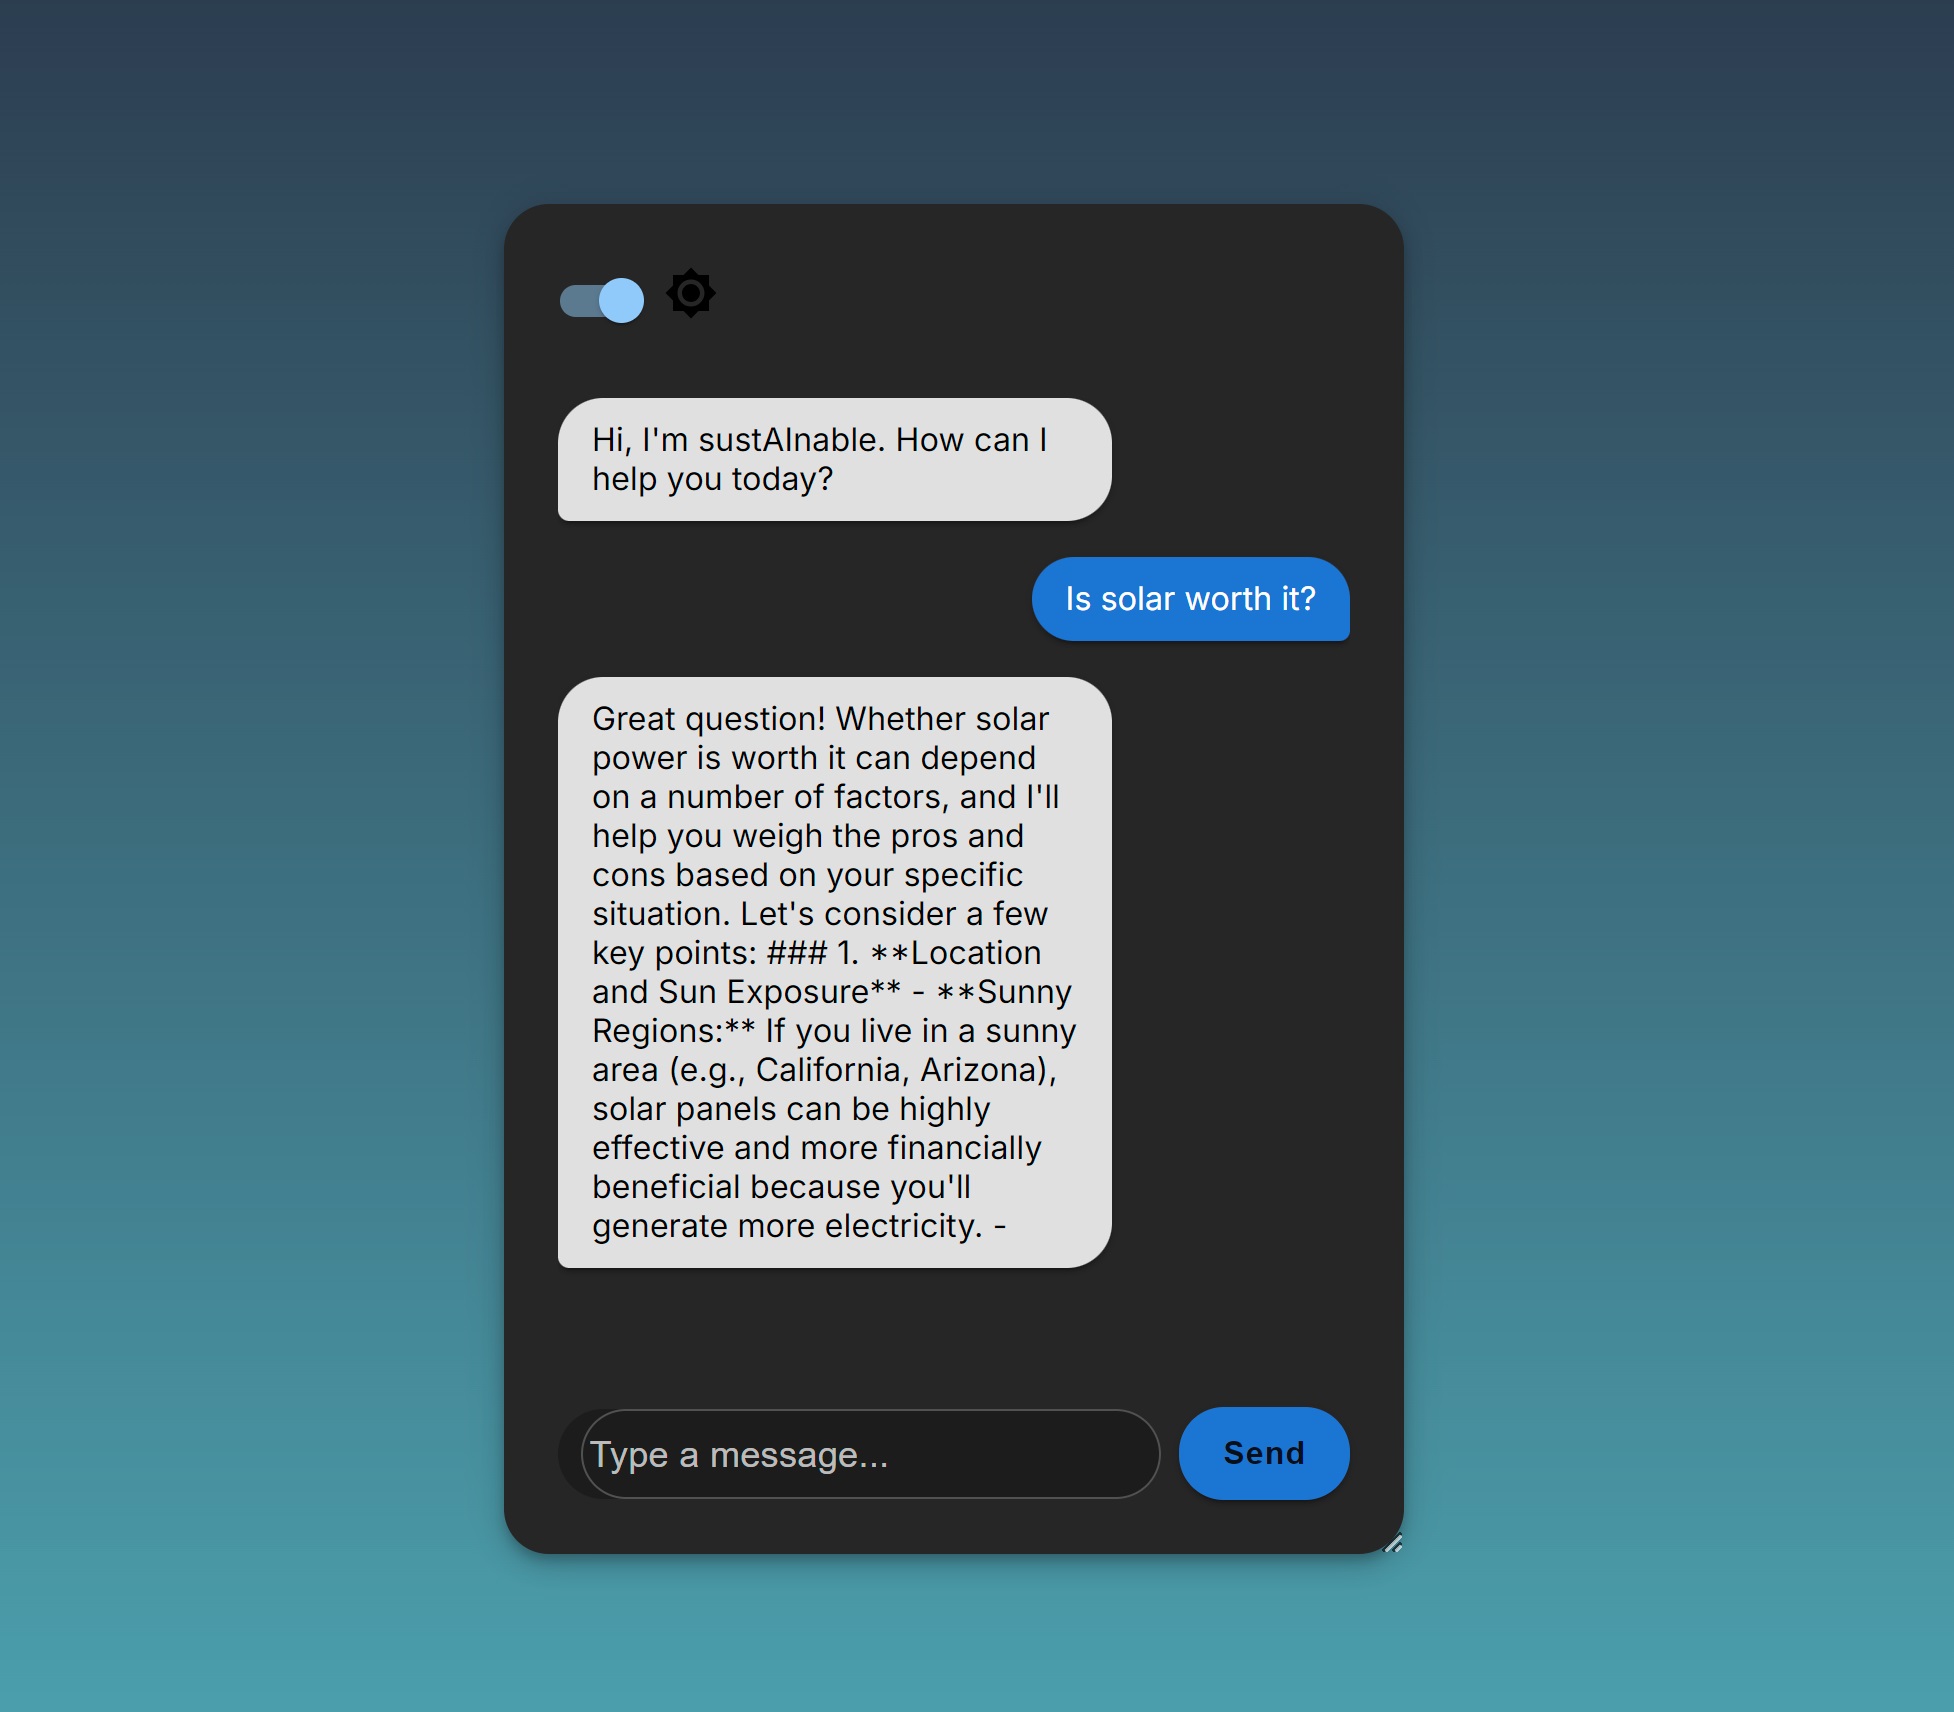 Hi, I'm sustAInable. How can I
help you today?
Is solar worth it?
Great question! Whether solar
power is worth it can depend
on a number of factors, and I'll
help you weigh the pros and
cons based on your specific
situation. Let's consider a few
key points: ### 1. **Location
and Sun Exposure** - **Sunny
Regions:** If you live in a sunny
area (e.g., California, Arizona),
solar panels can be highly
effective and more financially
beneficial because you'll
generate more electricity. -
Type a message...
Send